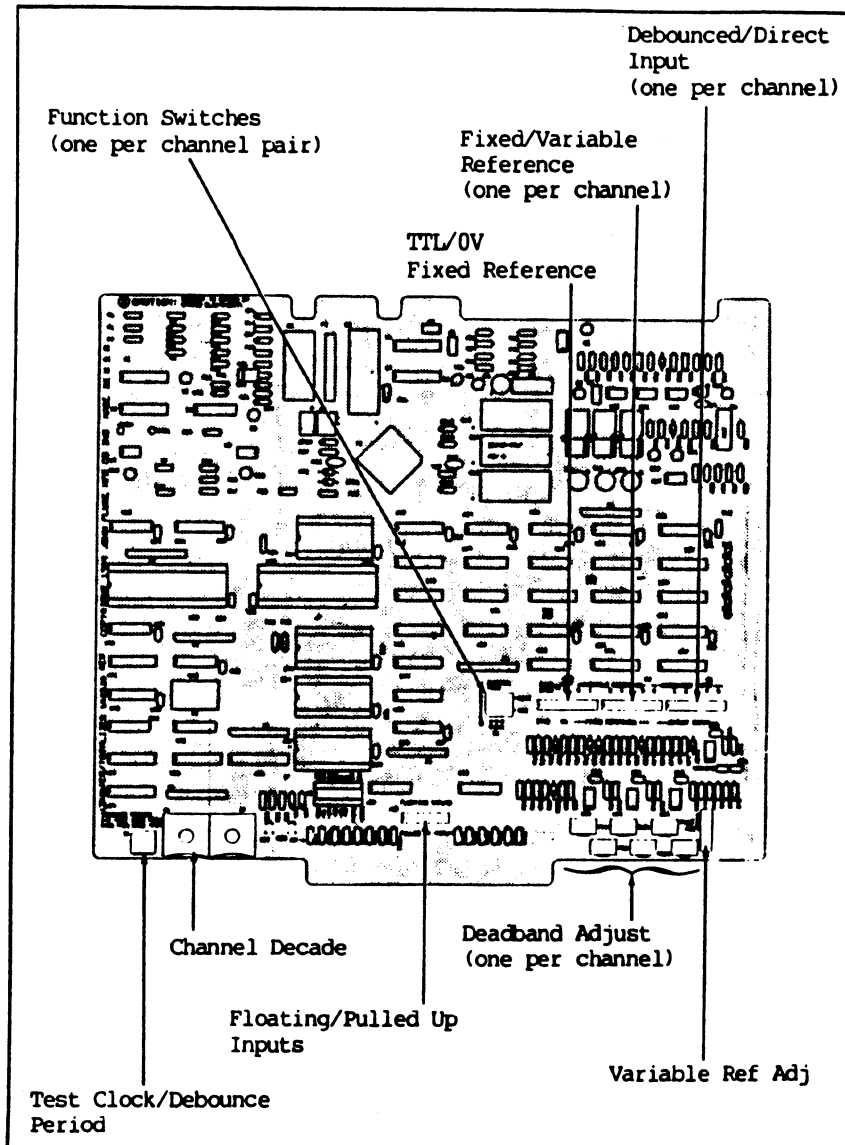 Debounced/Direct
Input
(one per channel)
Function Switches
(one per channel pair)
Fixed/Variable
Reference
(one per channel)
TTL/0V
Fixed Reference
Channel Decade
Deadband Adjust
(one per channel)
Floating/Pulled Up
Inputs
Variable Ref Adj
Test Clock/Debounce
Period